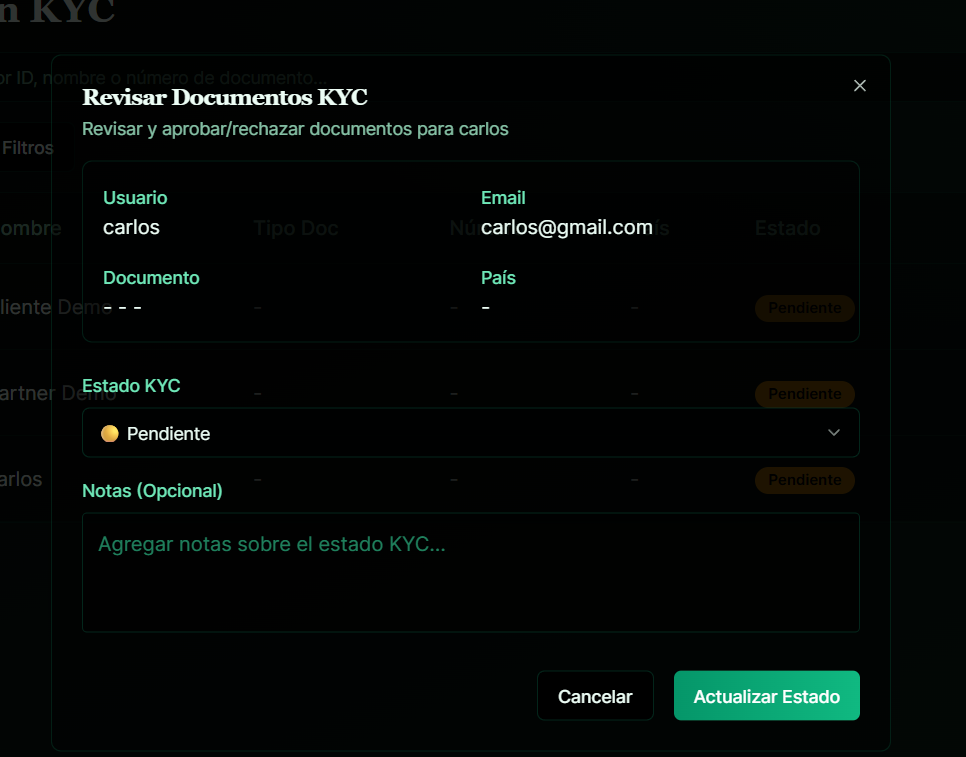 n KYC
or ID, nombre o número de documento...
Revisar Documentos KYC
Revisar y aprobar/rechazar documentos para carlos
Filtros
Usuario
Email
carlos
carlos@gmail.com
ombre
Tipo Doc
Estado
Documento
País
- - -
-
liente Demo
-
-
-
Pendiente
Estado KYC
artner Demo
-
-
-
Pendiente
Pendiente
arlos
-
-
-
Pendiente
Notas (Opcional)
Agregar notas sobre el estado KYC...
Cancelar
Actualizar Estado